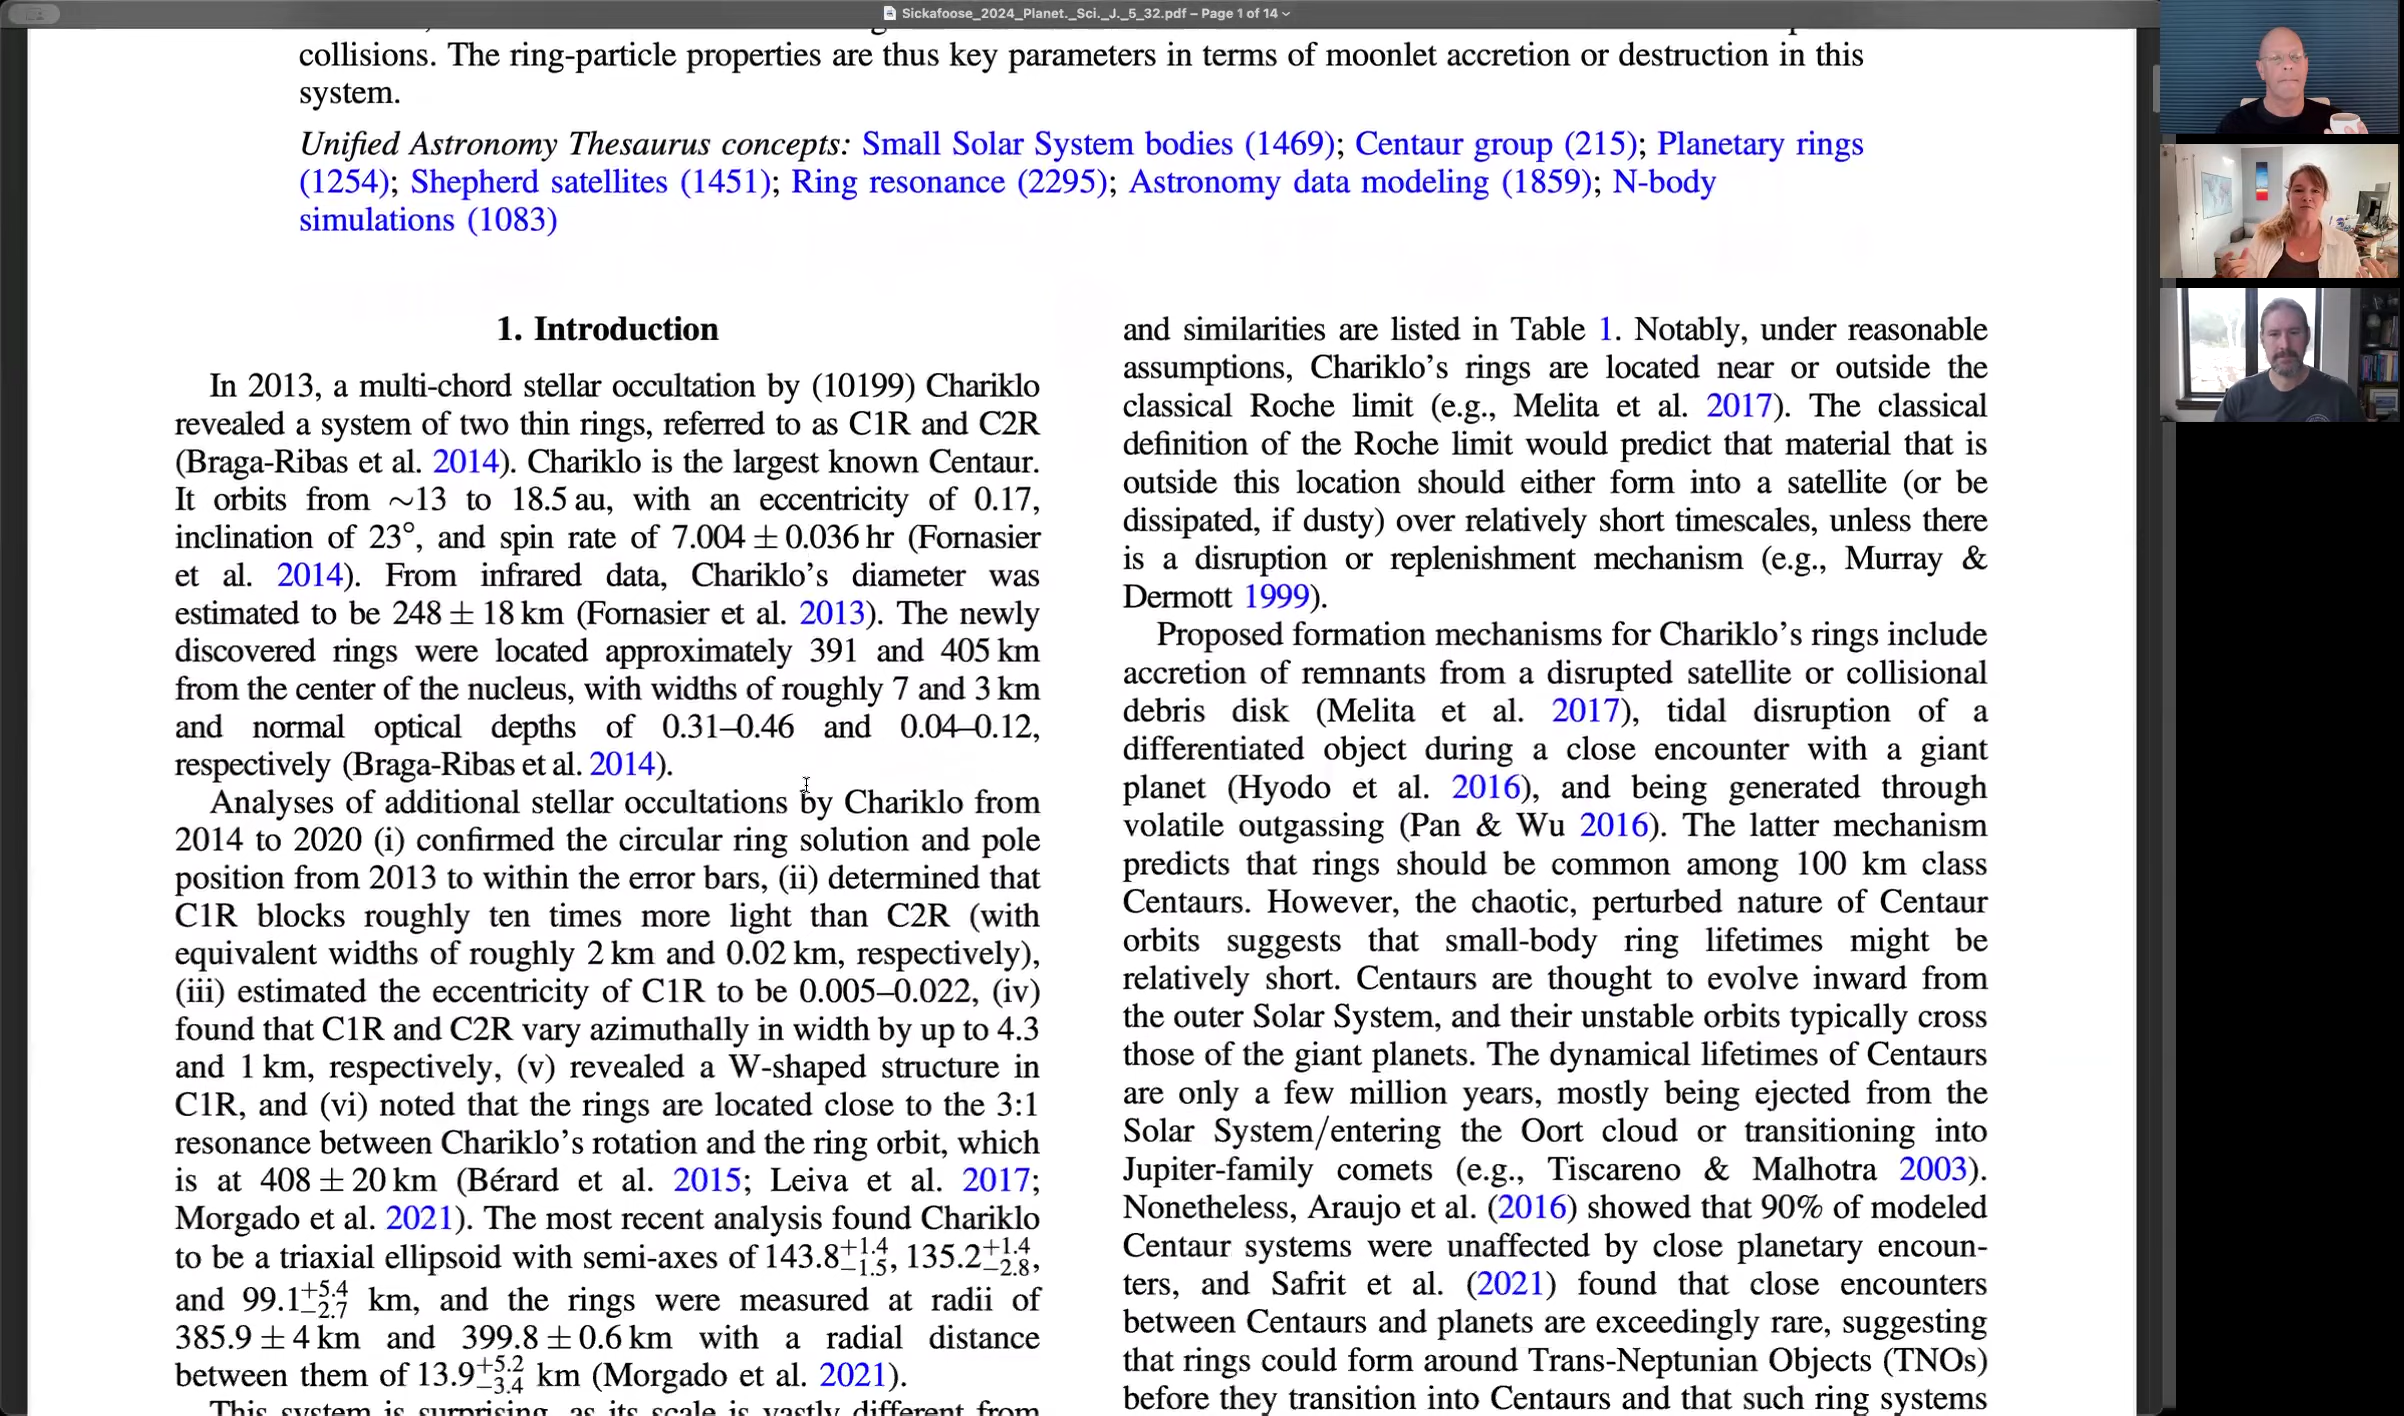 Sickafoose_2024_Planet._Sci._J._5_32.pdf – Page 1 of 14
collisions. The ring-particle properties are thus key parameters in terms of moonlet accretion or destruction in this
system.
Unified Astronomy Thesaurus concepts: Small Solar System bodies (1469); Centaur group (215); Planetary rings
(1254); Shepherd satellites (1451); Ring resonance (2295); Astronomy data modeling (1859); N-body
simulations (1083)
1. Introduction
In 2013, a multi-chord stellar occultation by (10199) Chariklo
revealed a system of two thin rings, referred to as C1R and C2R
(Braga-Ribas et al. 2014). Chariklo is the largest known Centaur.
It orbits from ∼13 to 18.5 au, with an eccentricity of 0.17,
inclination of 23°, and spin rate of 7.004 ± 0.036 hr (Fornasier
et al. 2014). From infrared data, Chariklo's diameter was
estimated to be 248 ± 18 km (Fornasier et al. 2013). The newly
discovered rings were located approximately 391 and 405 km
from the center of the nucleus, with widths of roughly 7 and 3 km
and normal optical depths of 0.31–0.46 and 0.04–0.12,
respectively (Braga-Ribas et al. 2014).
Analyses of additional stellar occultations by Chariklo from
2014 to 2020 (i) confirmed the circular ring solution and pole
position from 2013 to within the error bars, (ii) determined that
C1R blocks roughly ten times more light than C2R (with
equivalent widths of roughly 2 km and 0.02 km, respectively),
(iii) estimated the eccentricity of C1R to be 0.005–0.022, (iv)
found that C1R and C2R vary azimuthally in width by up to 4.3
and 1 km, respectively, (v) revealed a W-shaped structure in
C1R, and (vi) noted that the rings are located close to the 3:1
resonance between Chariklo's rotation and the ring orbit, which
is at 408 ± 20 km (Bérard et al. 2015; Leiva et al. 2017;
Morgado et al. 2021). The most recent analysis found Chariklo
to be a triaxial ellipsoid with semi-axes of 143.8+1.4−1.5, 135.2+1.4−2.8,
and 99.1+5.4−2.7 km, and the rings were measured at radii of
385.9 ± 4 km and 399.8 ± 0.6 km with a radial distance
between them of 13.9+5.2−3.4 km (Morgado et al. 2021).
This system is surprising, as its scale is vastly different from
and similarities are listed in Table 1. Notably, under reasonable
assumptions, Chariklo's rings are located near or outside the
classical Roche limit (e.g., Melita et al. 2017). The classical
definition of the Roche limit would predict that material that is
outside this location should either form into a satellite (or be
dissipated, if dusty) over relatively short timescales, unless there
is a disruption or replenishment mechanism (e.g., Murray &
Dermott 1999).
Proposed formation mechanisms for Chariklo's rings include
accretion of remnants from a disrupted satellite or collisional
debris disk (Melita et al. 2017), tidal disruption of a
differentiated object during a close encounter with a giant
planet (Hyodo et al. 2016), and being generated through
volatile outgassing (Pan & Wu 2016). The latter mechanism
predicts that rings should be common among 100 km class
Centaurs. However, the chaotic, perturbed nature of Centaur
orbits suggests that small-body ring lifetimes might be
relatively short. Centaurs are thought to evolve inward from
the outer Solar System, and their unstable orbits typically cross
those of the giant planets. The dynamical lifetimes of Centaurs
are only a few million years, mostly being ejected from the
Solar System/entering the Oort cloud or transitioning into
Jupiter-family comets (e.g., Tiscareno & Malhotra 2003).
Nonetheless, Araujo et al. (2016) showed that 90% of modeled
Centaur systems were unaffected by close planetary encoun-
ters, and Safrit et al. (2021) found that close encounters
between Centaurs and planets are exceedingly rare, suggesting
that rings could form around Trans-Neptunian Objects (TNOs)
before they transition into Centaurs and that such ring systems